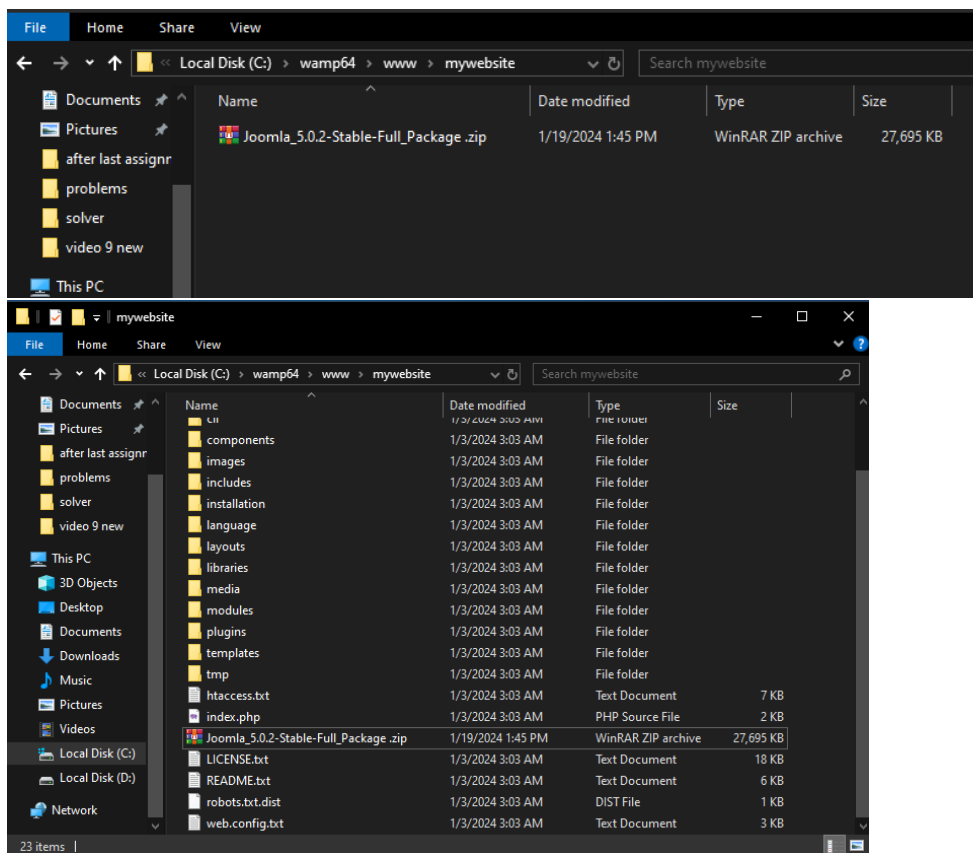 File Home Share View
« Local Disk (C:) › wamp64 › www › mywebsite Search mywebsite
Documents
Pictures
after last assignr
problems
solver
video 9 new
This PC
Name Date modified Type Size
Joomla_5.0.2-Stable-Full_Package .zip 1/19/2024 1:45 PM WinRAR ZIP archive 27,695 KB
mywebsite
File Home Share View
« Local Disk (C:) › wamp64 › www › mywebsite Search mywebsite
Documents
Pictures
after last assignr
problems
solver
video 9 new
This PC
3D Objects
Desktop
Documents
Downloads
Music
Pictures
Videos
Local Disk (C:)
Local Disk (D:)
Network
Name Date modified Type Size
cli 1/3/2024 3:03 AM File folder
components 1/3/2024 3:03 AM File folder
images 1/3/2024 3:03 AM File folder
includes 1/3/2024 3:03 AM File folder
installation 1/3/2024 3:03 AM File folder
language 1/3/2024 3:03 AM File folder
layouts 1/3/2024 3:03 AM File folder
libraries 1/3/2024 3:03 AM File folder
media 1/3/2024 3:03 AM File folder
modules 1/3/2024 3:03 AM File folder
plugins 1/3/2024 3:03 AM File folder
templates 1/3/2024 3:03 AM File folder
tmp 1/3/2024 3:03 AM File folder
htaccess.txt 1/3/2024 3:03 AM Text Document 7 KB
index.php 1/3/2024 3:03 AM PHP Source File 2 KB
Joomla_5.0.2-Stable-Full_Package .zip 1/19/2024 1:45 PM WinRAR ZIP archive 27,695 KB
LICENSE.txt 1/3/2024 3:03 AM Text Document 18 KB
README.txt 1/3/2024 3:03 AM Text Document 6 KB
robots.txt.dist 1/3/2024 3:03 AM DIST File 1 KB
web.config.txt 1/3/2024 3:03 AM Text Document 3 KB
23 items